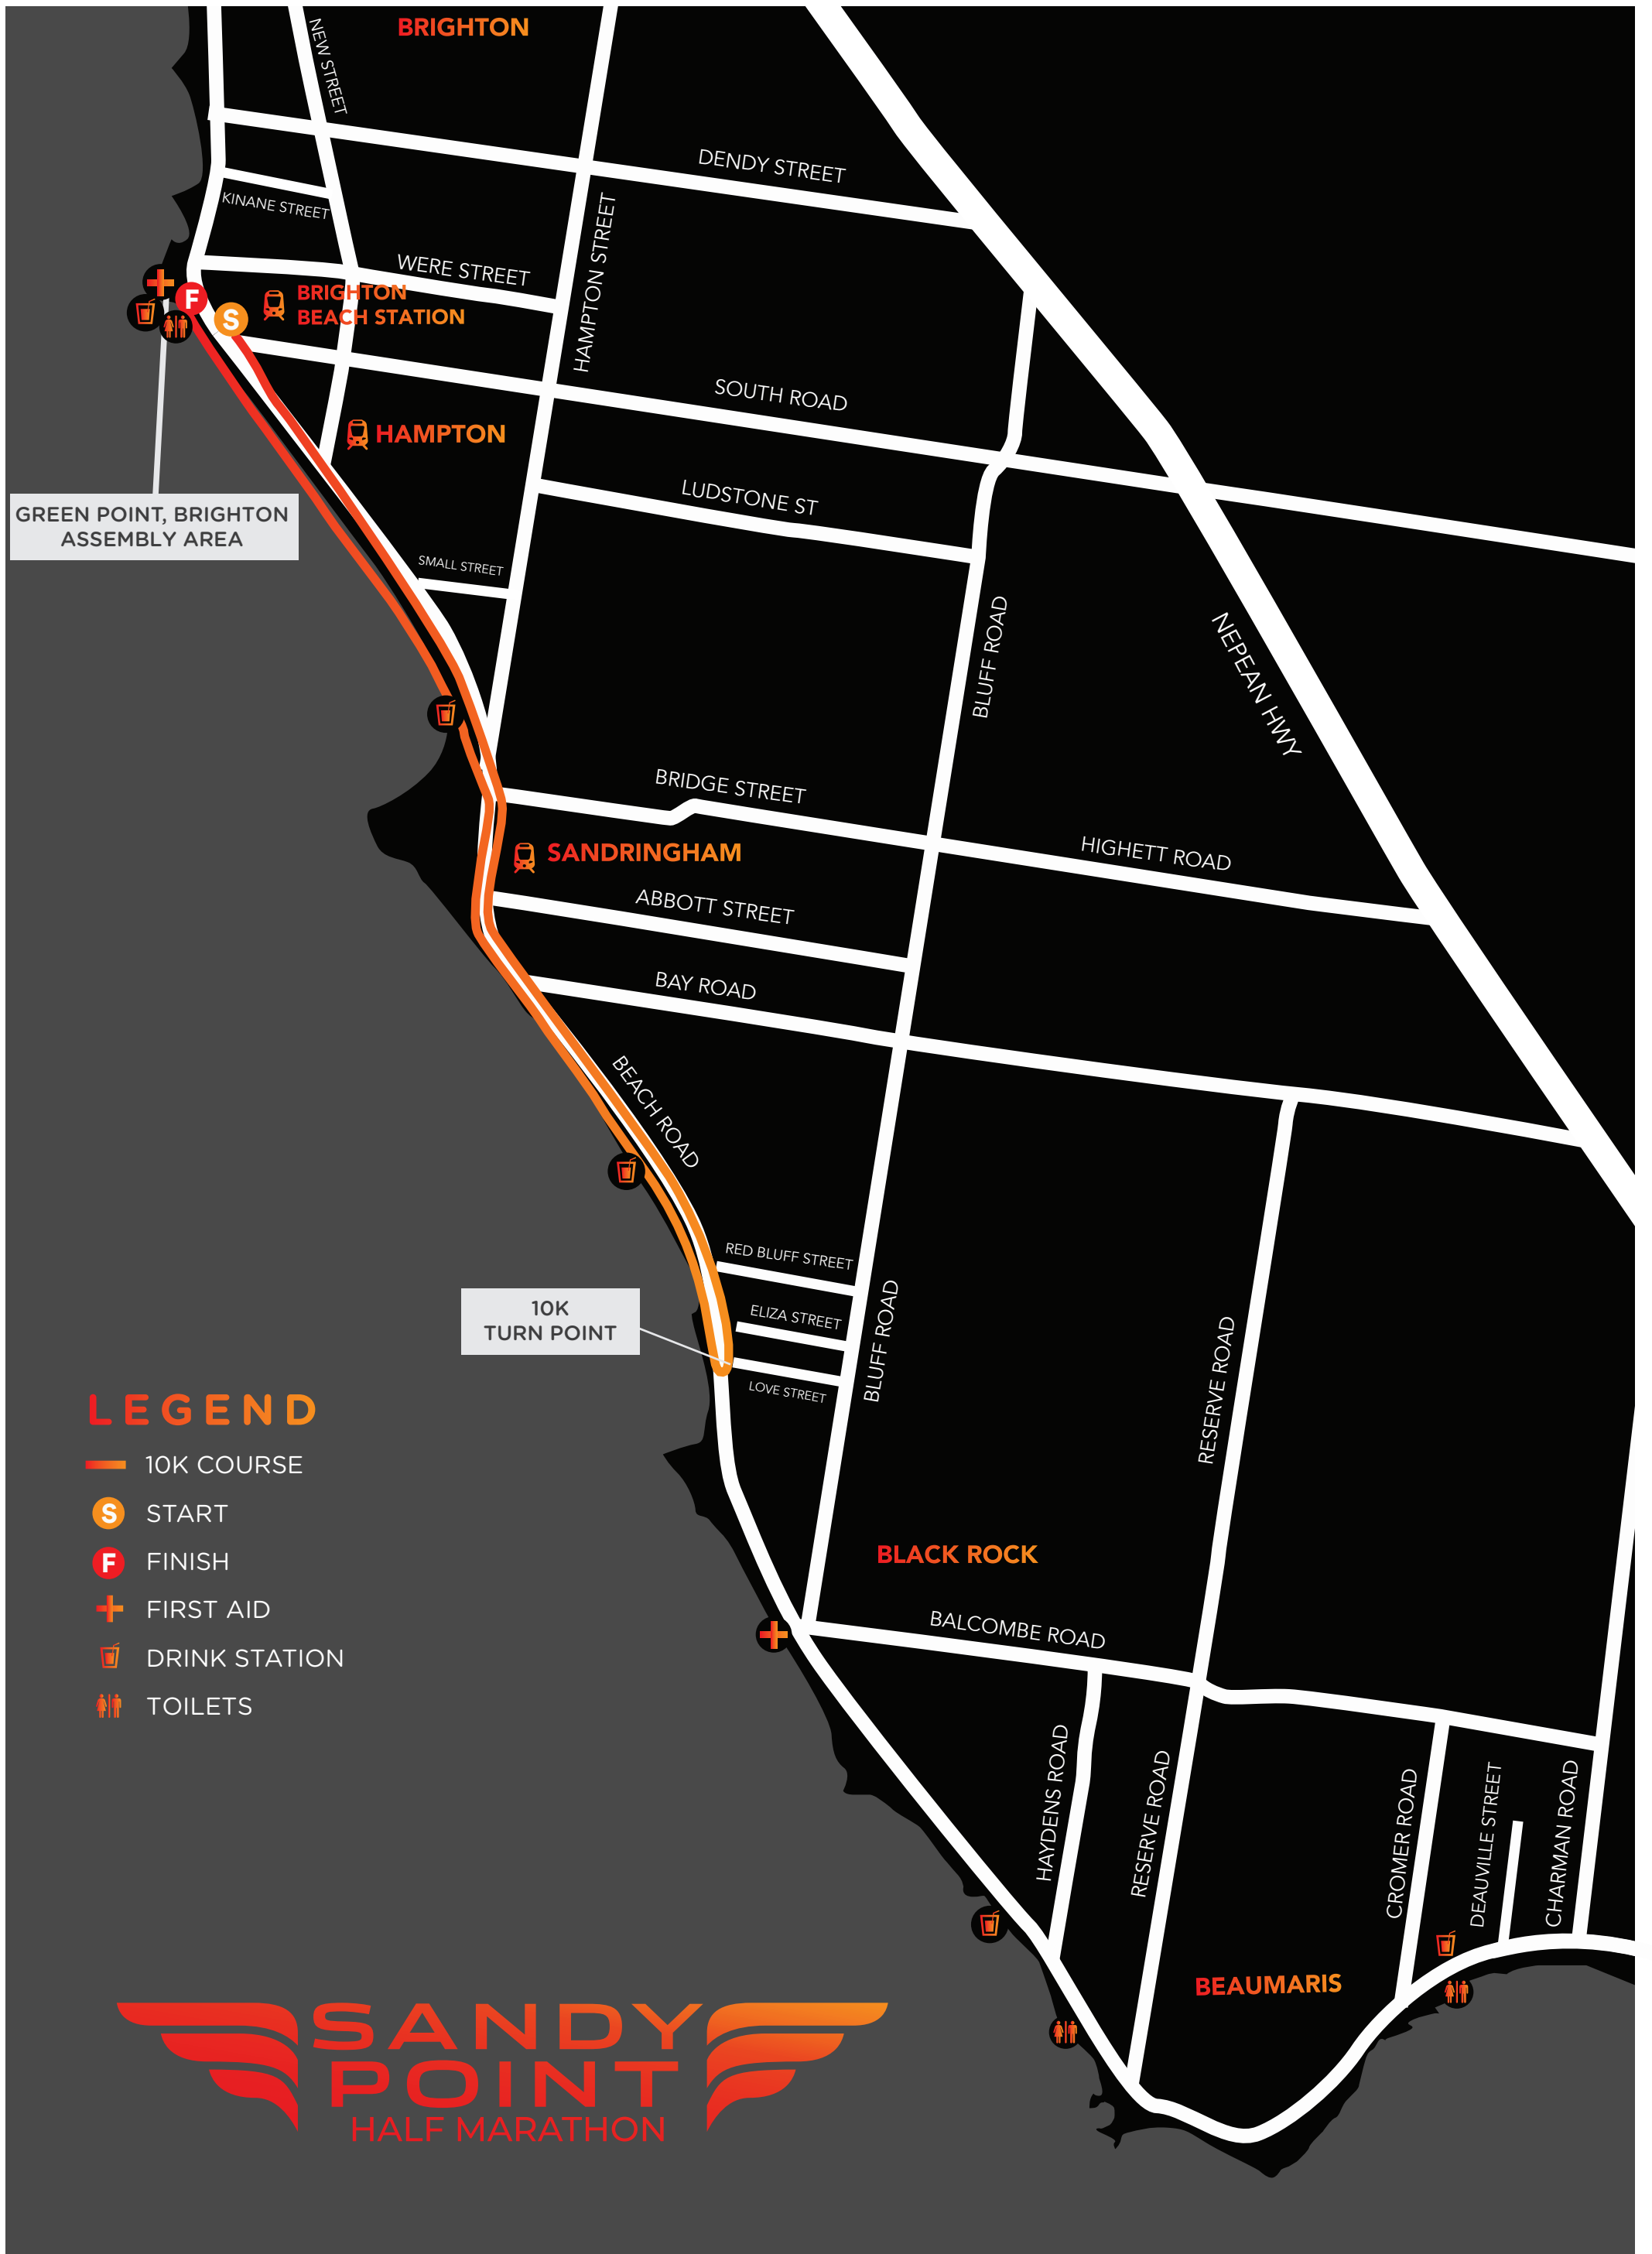 BRIGHTON
NEW STREET
DENDY STREET
KINANE STREET
HAMPTON STREET
WERE STREET
BRIGHTON
BEACH STATION
F
S
SOUTH ROAD
HAMPTON
LUDSTONE ST
GREEN POINT, BRIGHTON
ASSEMBLY AREA
SMALL STREET
BLUFF ROAD
NEPEAN HWY
BRIDGE STREET
HIGHETT ROAD
SANDRINGHAM
ABBOTT STREET
BAY ROAD
BEACH ROAD
RED BLUFF STREET
ELIZA STREET
BLUFF ROAD
10K
TURN POINT
LOVE STREET
RESERVE ROAD
LEGEND
10K COURSE
S START
F FINISH
FIRST AID
DRINK STATION
TOILETS
BLACK ROCK
BALCOMBE ROAD
HAYDENS ROAD
RESERVE ROAD
CROMER ROAD
DEAUVILLE STREET
CHARMAN ROAD
BEAUMARIS
SANDY
POINT
HALF MARATHON